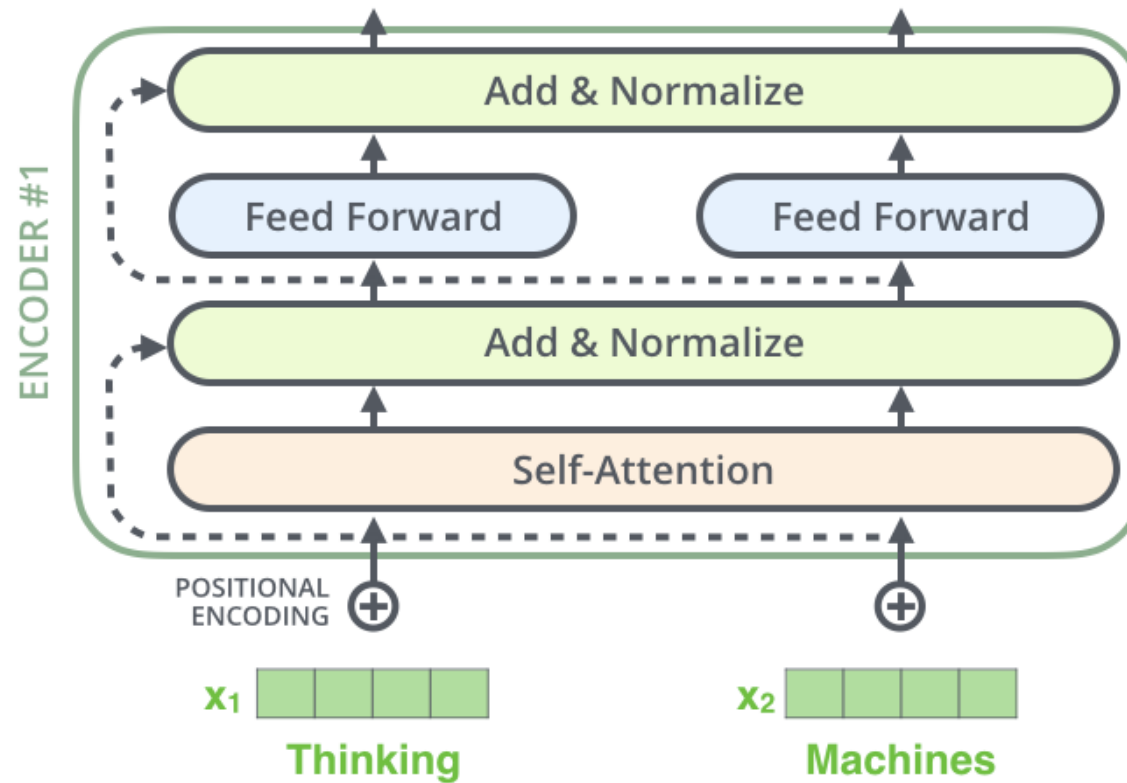 ENCODER #1
Add & Normalize
Feed Forward Feed Forward
Add & Normalize
Self-Attention
POSITIONAL
ENCODING
x₁ x₂
Thinking Machines